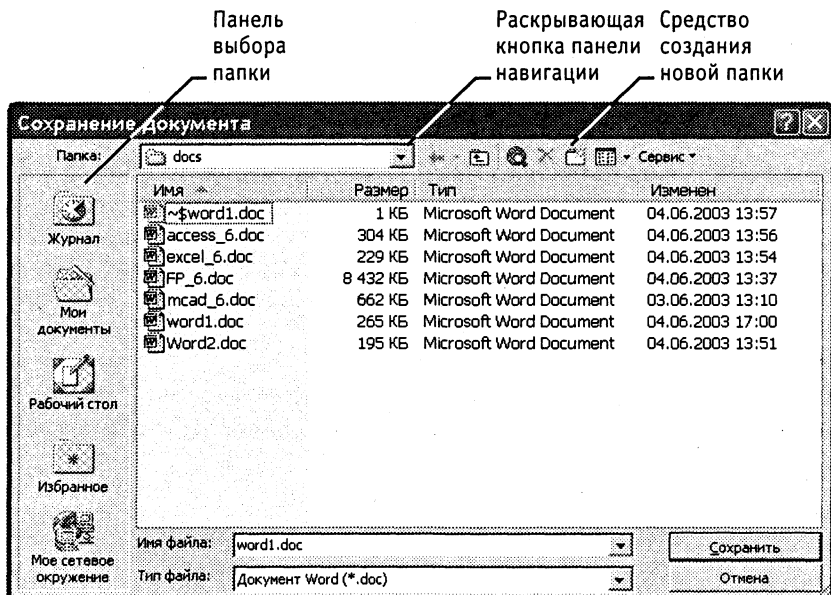 Панель
выбора
папки
Раскрывающая
кнопка панели
навигации
Средство
создания
новой папки
Сохранение документа
Папка: docs
Сервис
Имя Размер Тип Изменен
~$word1.doc 1 КБ Microsoft Word Document 04.06.2003 13:57
access_6.doc 304 КБ Microsoft Word Document 04.06.2003 13:56
excel_6.doc 229 КБ Microsoft Word Document 04.06.2003 13:54
FP_6.doc 8 432 КБ Microsoft Word Document 04.06.2003 13:37
mcad_6.doc 662 КБ Microsoft Word Document 03.06.2003 13:10
word1.doc 265 КБ Microsoft Word Document 04.06.2003 17:00
Word2.doc 195 КБ Microsoft Word Document 04.06.2003 13:51
Журнал
Мои
документы
Рабочий стол
Избранное
Мое сетевое
окружение
Имя файла: word1.doc Сохранить
Тип файла: Документ Word (*.doc) Отмена